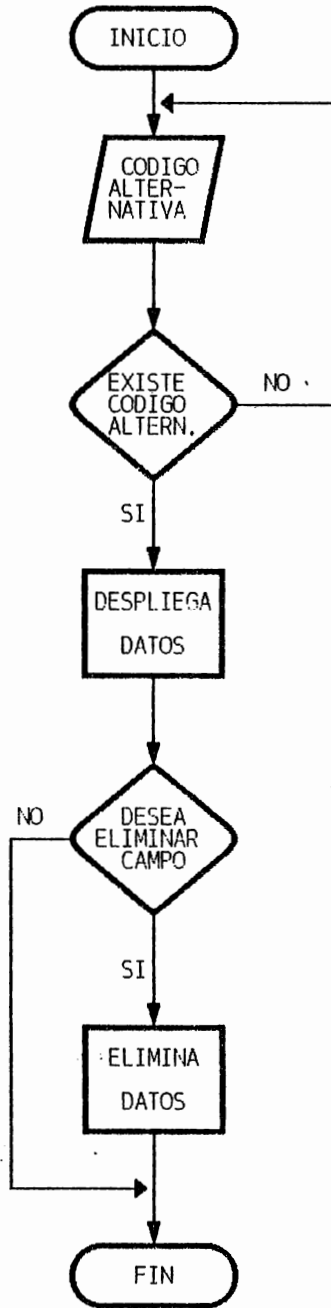 INICIO
CODIGO
ALTER-
NATIVA
EXISTE
CODIGO
ALTERN.
NO
SI
DESPLIEGA
DATOS
NO
DESEA
ELIMINAR
CAMPO
SI
ELIMINA
DATOS
FIN